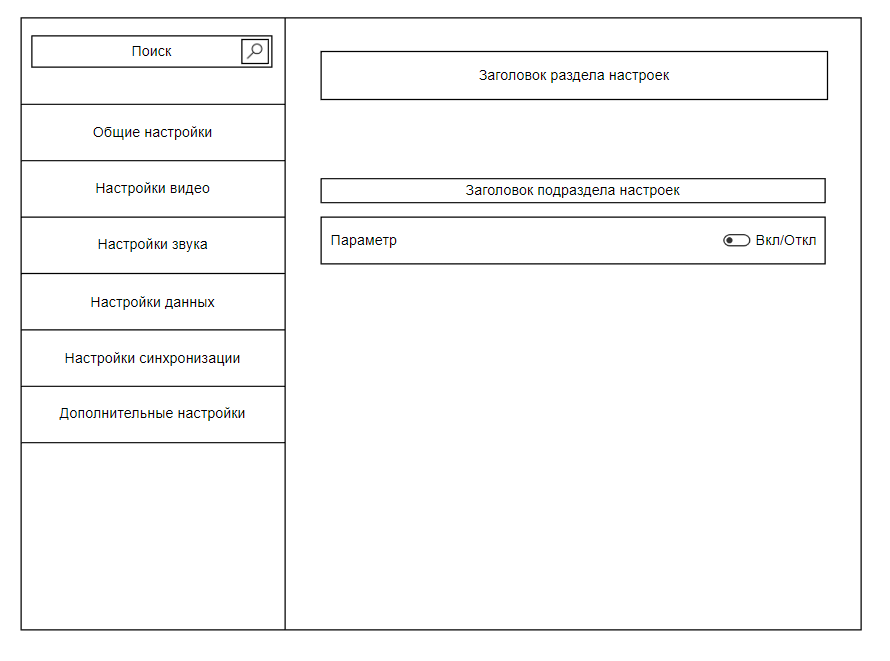 Поиск
Общие настройки
Настройки видео
Настройки звука
Настройки данных
Настройки синхронизации
Дополнительные настройки
Заголовок раздела настроек
Заголовок подраздела настроек
Параметр Вкл/Откл